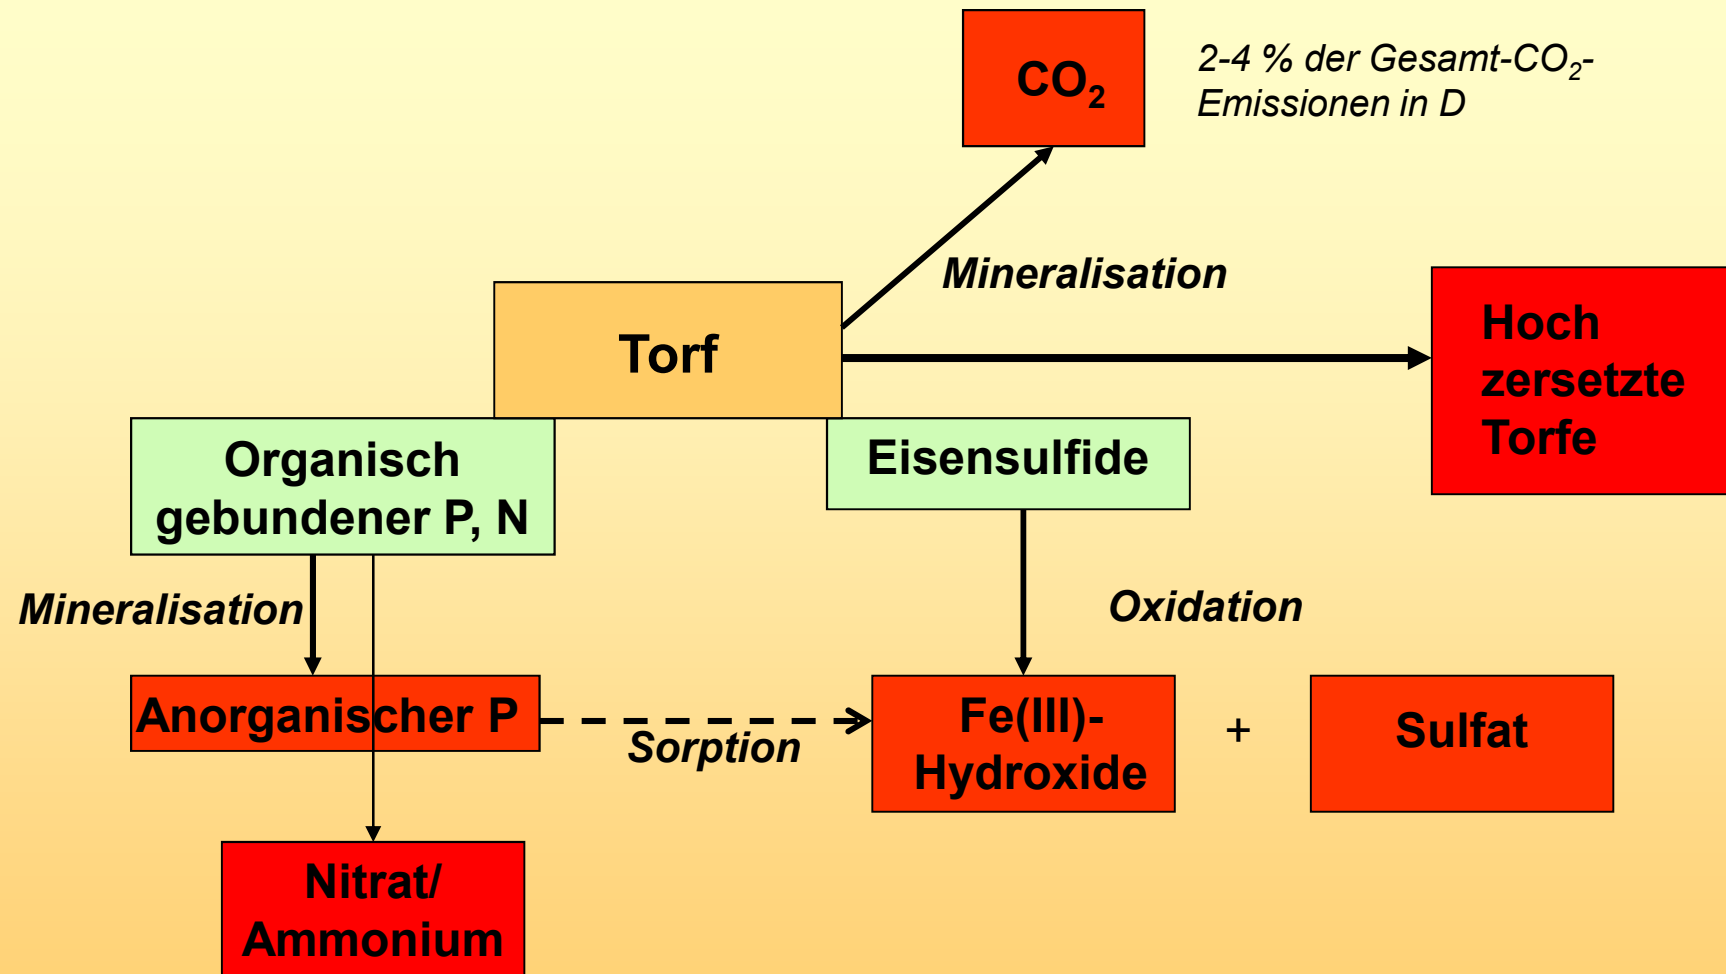 CO₂
2-4 % der Gesamt-CO₂-
Emissionen in D
Mineralisation
Torf
Hoch
zersetzte
Torfe
Organisch
gebundener P, N
Eisensulfide
Mineralisation
Oxidation
Anorganischer P
Sorption
Fe(III)-
Hydroxide
+
Sulfat
Nitrat/
Ammonium